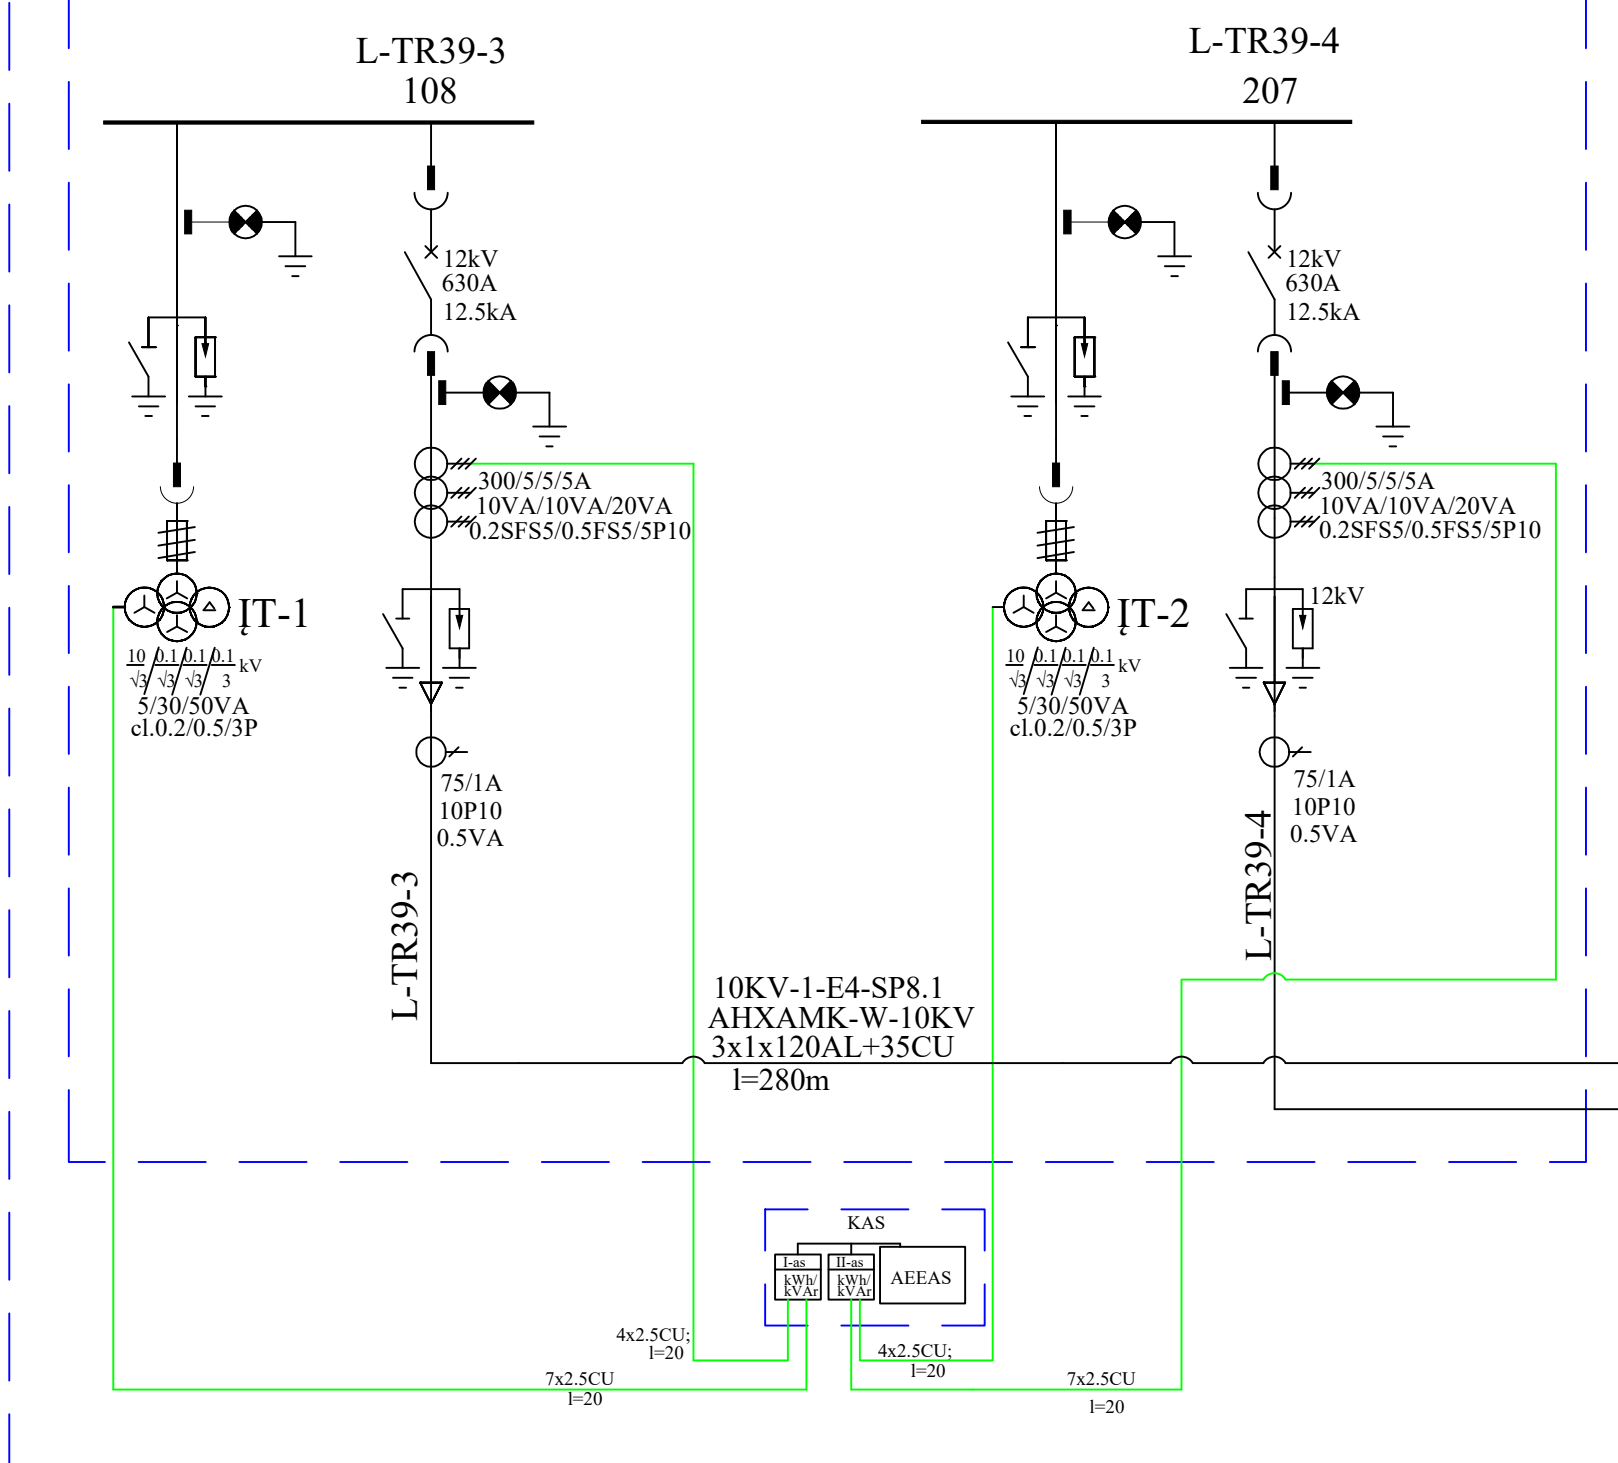 L-TR39-3
108
L-TR39-4
207
12kV
630A
12.5kA
12kV
630A
12.5kA
300/5/5/5A
10VA/10VA/20VA
0.2SFS5/0.5FS5/5P10
300/5/5/5A
10VA/10VA/20VA
0.2SFS5/0.5FS5/5P10
ĮT-1
10/√3/0.1/√3/0.1/√3/0.1/3 kV
5/30/50VA
cl.0.2/0.5/3P
ĮT-2
10/√3/0.1/√3/0.1/√3/0.1/3 kV
5/30/50VA
cl.0.2/0.5/3P
12kV
75/1A
10P10
0.5VA
75/1A
10P10
0.5VA
L-TR39-3
L-TR39-4
10KV-1-E4-SP8.1
AHXAMK-W-10KV
3x1x120AL+35CU
l=280m
KAS
I-as
kWh/
kVAr
II-as
kWh/
kVAr
AEEAS
4x2.5CU;
l=20
4x2.5CU;
l=20
7x2.5CU
l=20
7x2.5CU
l=20